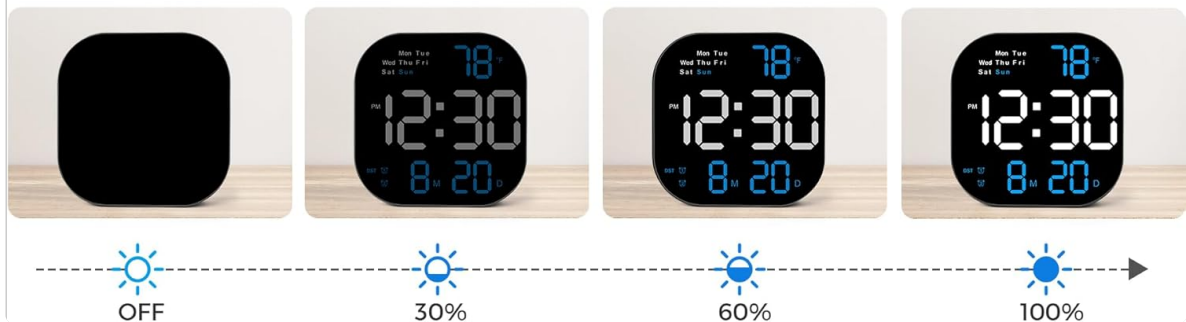 Mon Tue
Wed Thu Fri
Sat Sun
78 °F
PM 12:30
DST 8 M 20 D
Mon Tue
Wed Thu Fri
Sat Sun
78 °F
PM 12:30
DST 8 M 20 D
Mon Tue
Wed Thu Fri
Sat Sun
78 °F
PM 12:30
DST 8 M 20 D
OFF
30%
60%
100%